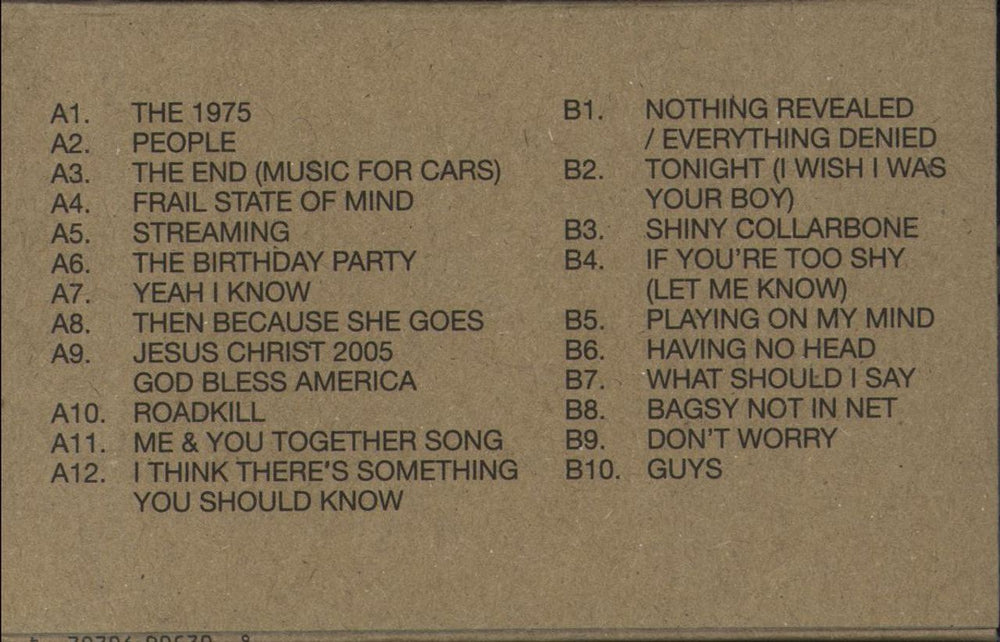 A1. THE 1975
A2. PEOPLE
A3. THE END (MUSIC FOR CARS)
A4. FRAIL STATE OF MIND
A5. STREAMING
A6. THE BIRTHDAY PARTY
A7. YEAH I KNOW
A8. THEN BECAUSE SHE GOES
A9. JESUS CHRIST 2005
GOD BLESS AMERICA
A10. ROADKILL
A11. ME & YOU TOGETHER SONG
A12. I THINK THERE'S SOMETHING
YOU SHOULD KNOW
B1. NOTHING REVEALED
/ EVERYTHING DENIED
B2. TONIGHT (I WISH I WAS
YOUR BOY)
B3. SHINY COLLARBONE
B4. IF YOU'RE TOO SHY
(LET ME KNOW)
B5. PLAYING ON MY MIND
B6. HAVING NO HEAD
B7. WHAT SHOULD I SAY
B8. BAGSY NOT IN NET
B9. DON'T WORRY
B10. GUYS